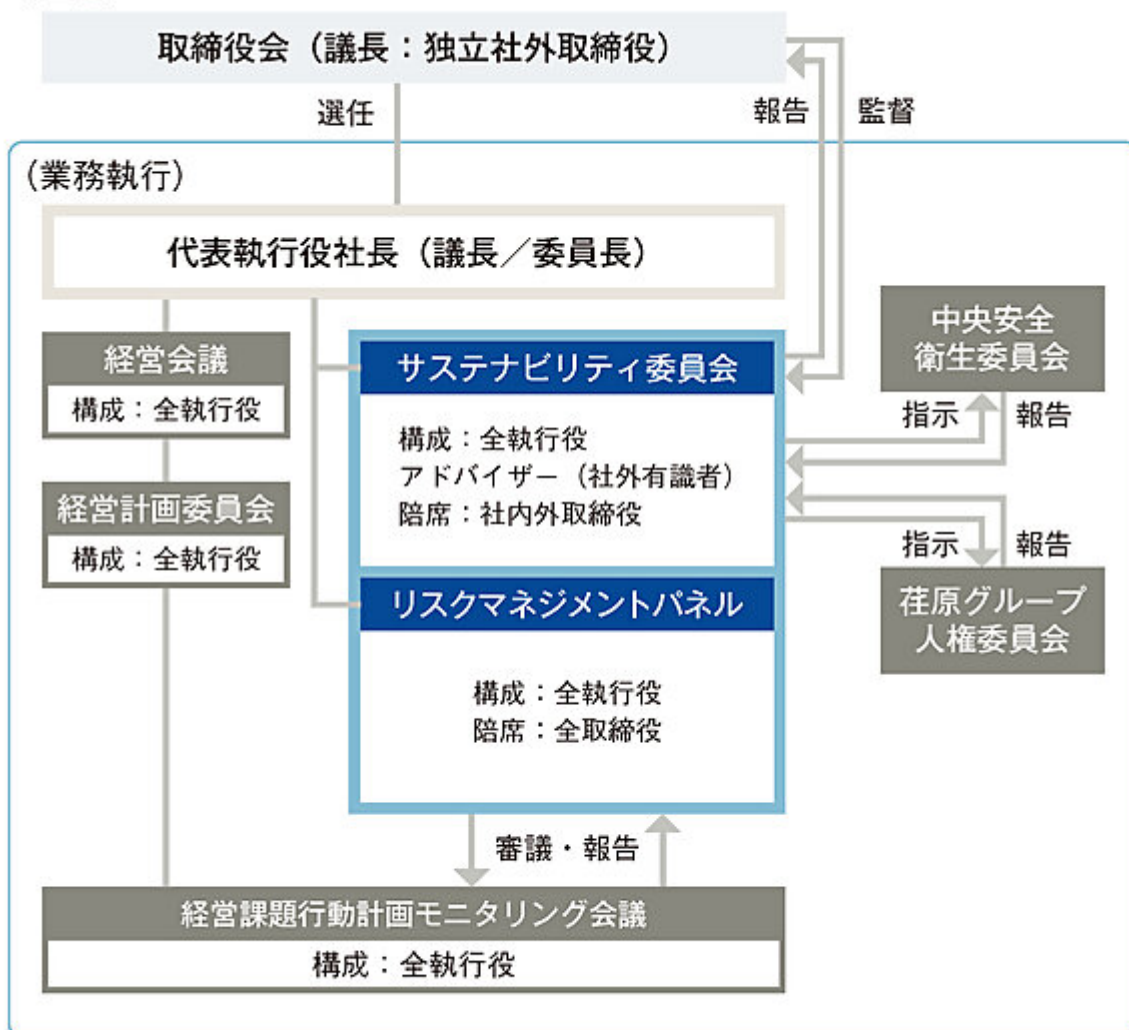 取締役会（議長：独立社外取締役）
選任
報告
監督
（業務執行）
代表執行役社長（議長／委員長）
経営会議
構成：全執行役
経営計画委員会
構成：全執行役
サステナビリティ委員会
構成：全執行役
アドバイザー（社外有識者）
陪席：社内外取締役
リスクマネジメントパネル
構成：全執行役
陪席：全取締役
中央安全
衛生委員会
指示
報告
指示
報告
荏原グループ
人権委員会
審議・報告
経営課題行動計画モニタリング会議
構成：全執行役